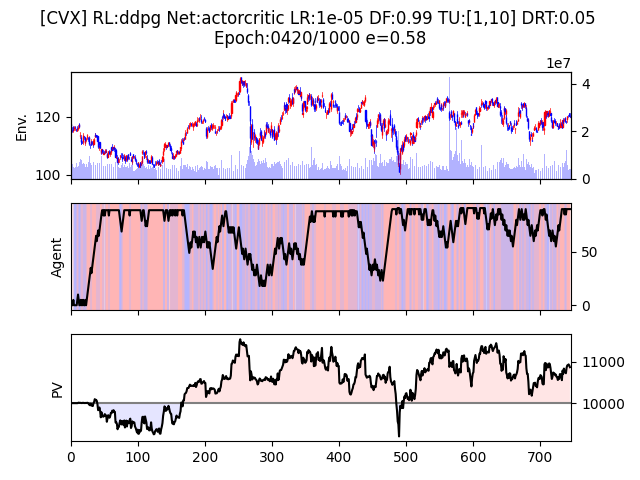 [CVX] RL:ddpg Net:actorcritic LR:1e-05 DF:0.99 TU:[1,10] DRT:0.05
Epoch:0420/1000 e=0.58
1e7
Env.
120
100
4
2
0
Agent
50
0
PV
11000
10000
0 100 200 300 400 500 600 700